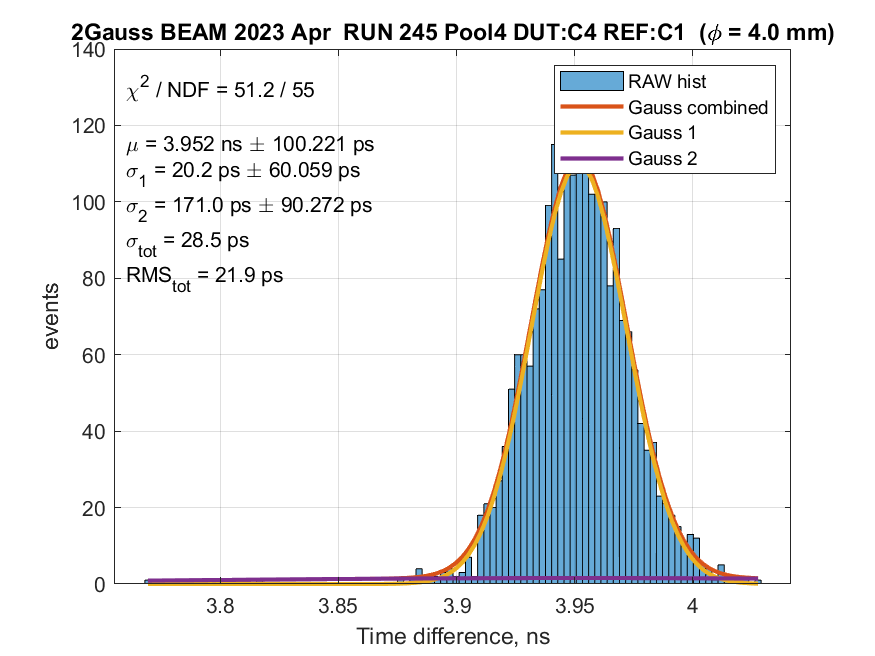 2Gauss BEAM 2023 Apr  RUN 245 Pool4 DUT:C4 REF:C1  (ϕ = 4.0 mm)
χ² / NDF = 51.2 / 55
μ = 3.952 ns ± 100.221 ps
σ₁ = 20.2 ps ± 60.059 ps
σ₂ = 171.0 ps ± 90.272 ps
σtot = 28.5 ps
RMStot = 21.9 ps
RAW hist
Gauss combined
Gauss 1
Gauss 2
events
140
120
100
80
60
40
20
0
3.8 3.85 3.9 3.95 4
Time difference, ns